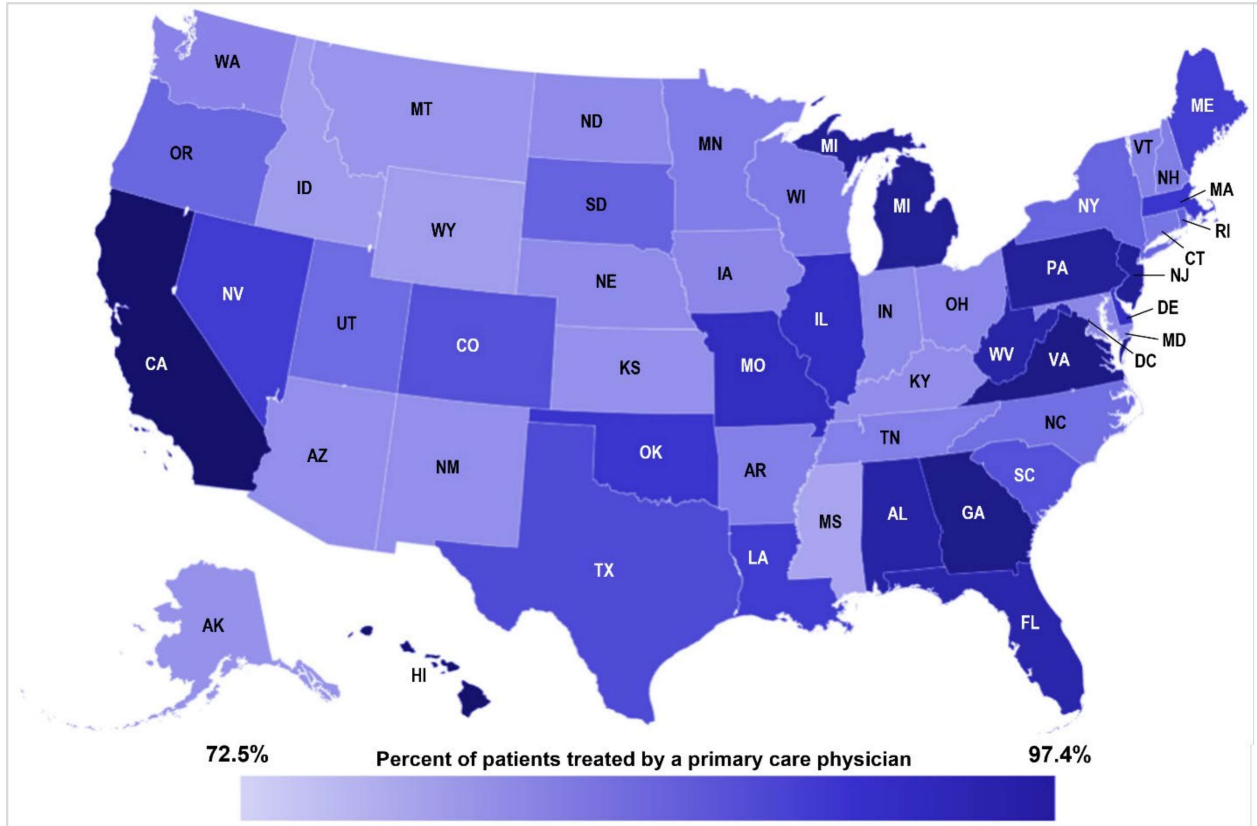 WA
MT
ND
MN
MI
ME
VT
OR
ID
SD
WI
MI
NH
MA
NY
WY
RI
CT
IA
NE
PA
NJ
NV
UT
CO
IL
IN
OH
DE
MD
DC
WV
VA
CA
KS
MO
KY
NC
TN
AZ
NM
OK
AR
SC
MS
AL
GA
TX
LA
FL
AK
HI
72.5%
Percent of patients treated by a primary care physician
97.4%